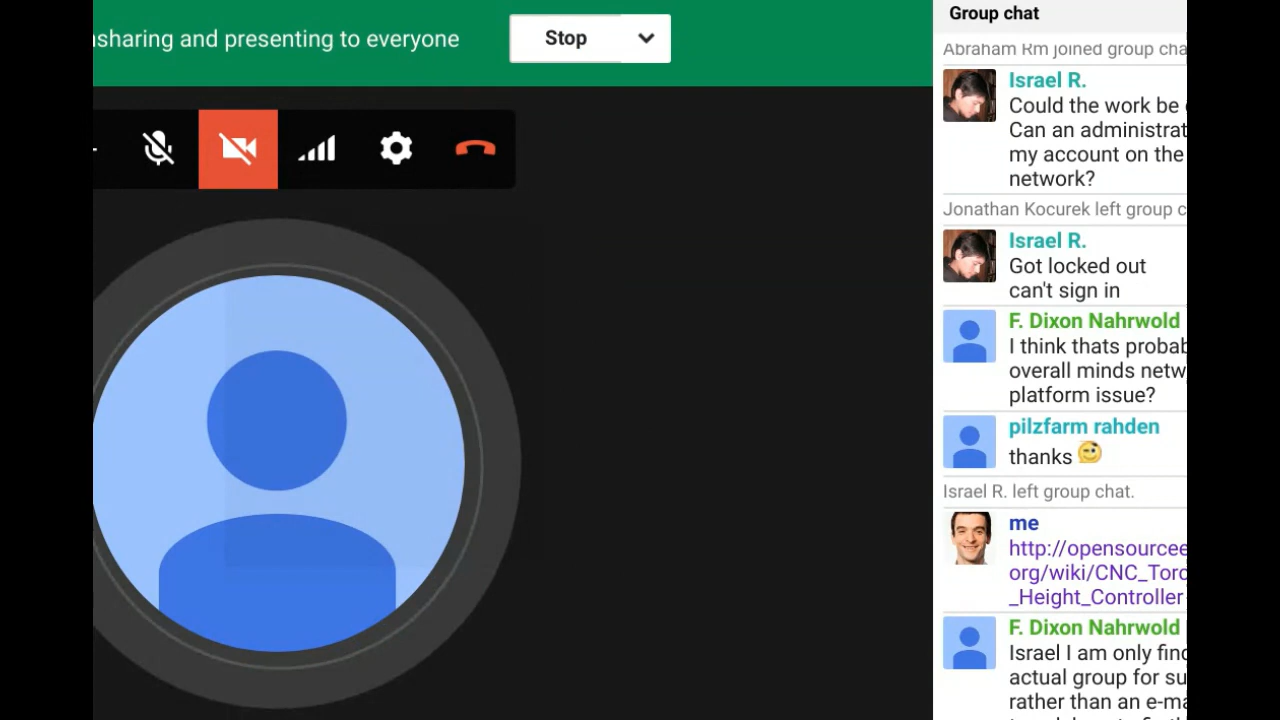 sharing and presenting to everyone
Stop
Group chat
Abraham Rm joined group cha
Israel R.
Could the work be
Can an administrat
my account on the
network?
Jonathan Kocurek left group c
Israel R.
Got locked out
can't sign in
F. Dixon Nahrwold
I think thats probab
overall minds netw
platform issue?
pilzfarm rahden
thanks
Israel R. left group chat.
me
http://opensourcee
org/wiki/CNC_Torc
_Height_Controller
F. Dixon Nahrwold
Israel I am only find
actual group for su
rather than an e-ma